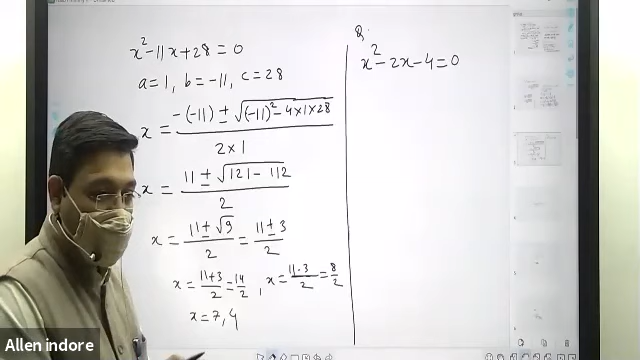 x² - 11x + 28 = 0
a = 1, b = -11, c = 28
x = (-(-11) ± √((-11)² - 4×1×28)) / (2×1)
x = (11 ± √(121 - 112)) / 2
x = (11 ± √9) / 2 = (11 ± 3) / 2
x = (11+3)/2 = 14/2, x = (11-3)/2 = 8/2
x = 7, 4
Q.
x² - 2x - 4 = 0
Allen indore